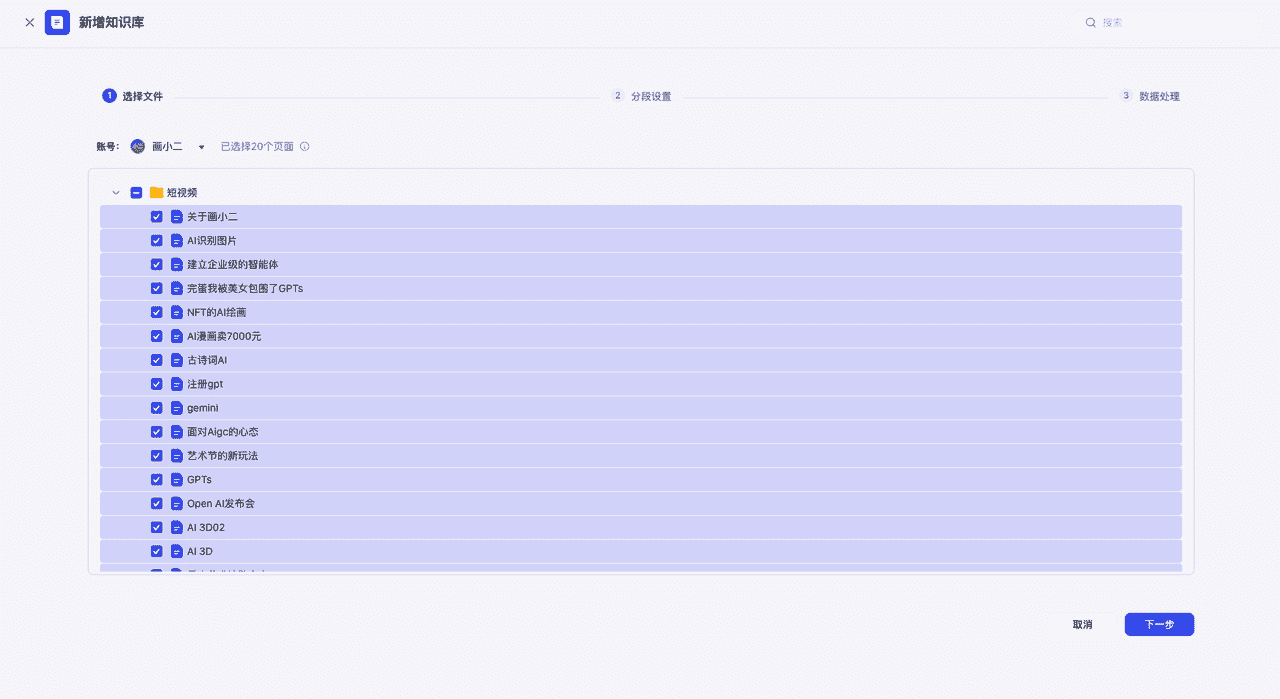 新增知识库
搜索
1 选择文件
2 分段设置
3 数据处理
账号： 画小二 已选择20个页面
短视频
关于画小二
AI识别图片
建立企业级的智能体
完蛋我被美女包围了GPTs
NFT的AI绘画
AI漫画卖7000元
古诗词AI
注册gpt
gemini
面对Aigc的心态
艺术节的新玩法
GPTs
Open AI发布会
AI 3D02
AI 3D
取消
下一步